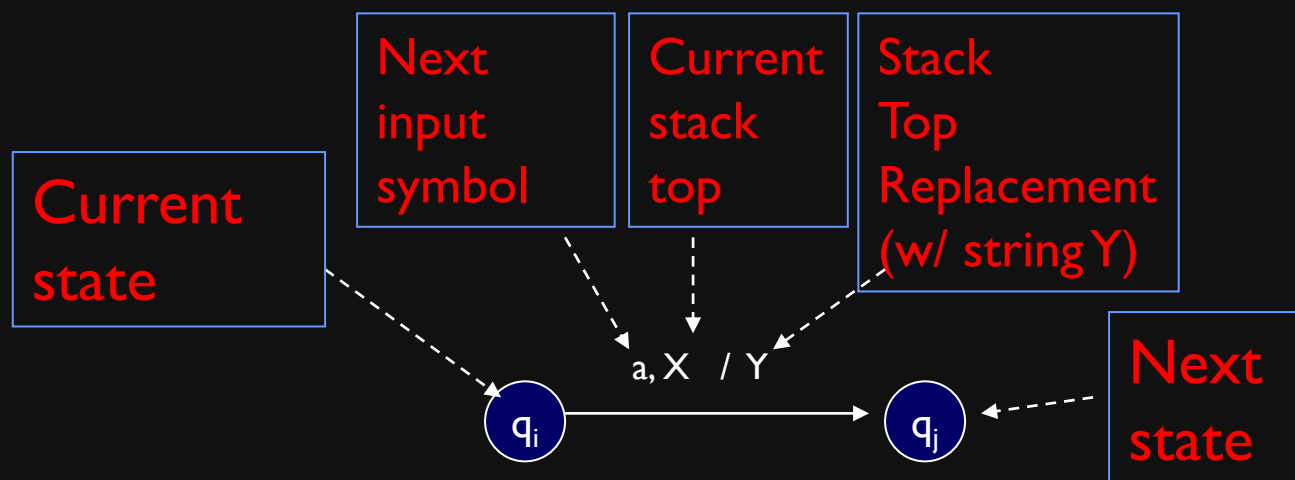 Next
input
symbol
Current
stack
top
Stack
Top
Replacement
(w/ string Y)
Current
state
a, X / Y
qi
qj
Next
state